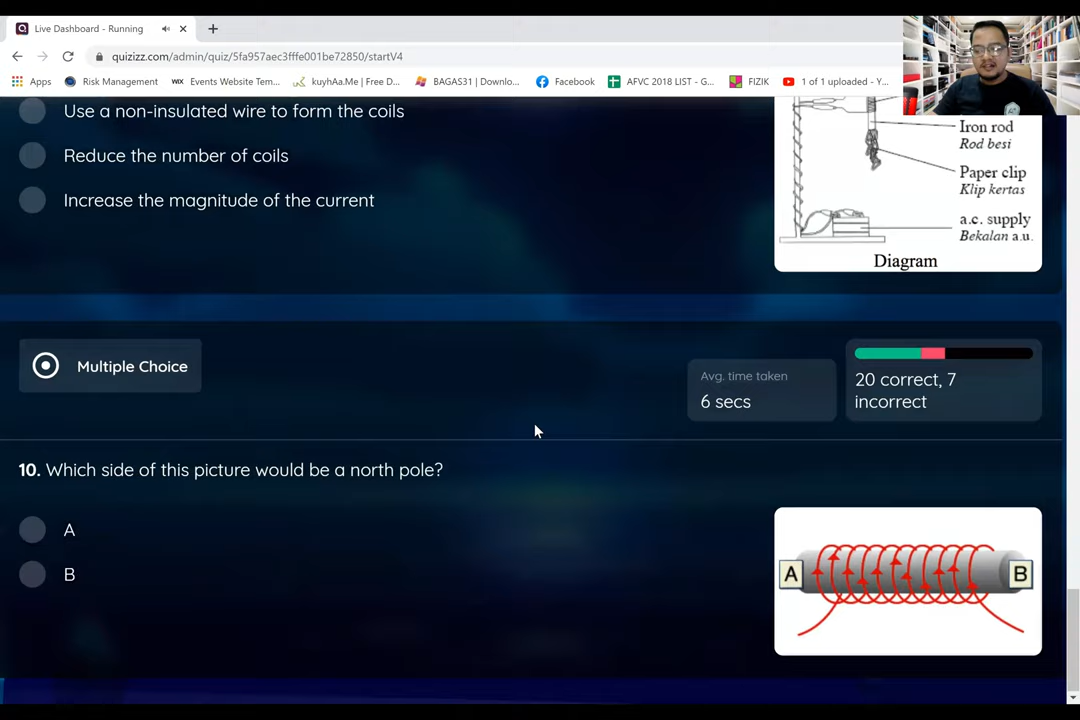 Live Dashboard - Running
quizizz.com/admin/quiz/5fa957aec3fffe001be72850/startV4
Apps
Risk Management
WIX Events Website Tem...
kuyhAa.Me | Free D...
BAGAS31 | Downlo...
Facebook
AFVC 2018 LIST - G...
FIZIK
1 of 1 uploaded - Y...
Use a non-insulated wire to form the coils
Reduce the number of coils
Increase the magnitude of the current
Iron rod
Rod besi
Paper clip
Klip kertas
a.c. supply
Bekalan a.u.
Diagram
Multiple Choice
Avg. time taken
6 secs
20 correct, 7
incorrect
10. Which side of this picture would be a north pole?
A
B
A
B